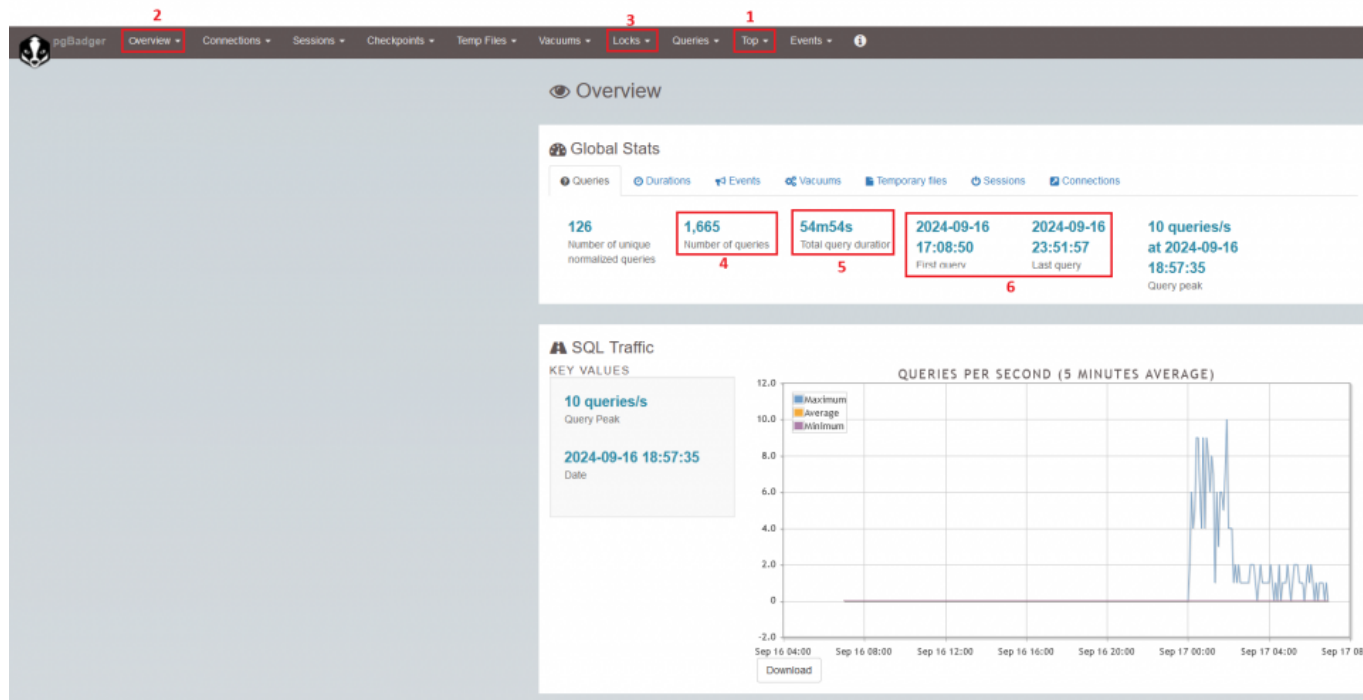 2 3 1
pgBadger Overview Connections Sessions Checkpoints Temp Files Vacuums Locks Queries Top Events
Overview
Global Stats
Queries Durations Events Vacuums Temporary files Sessions Connections
126
Number of unique
normalized queries
1,665
Number of queries
4
54m54s
Total query duration
5
2024-09-16
17:08:50
First query
2024-09-16
23:51:57
Last query
6
10 queries/s
at 2024-09-16
18:57:35
Query peak
SQL Traffic
KEY VALUES
10 queries/s
Query Peak
2024-09-16 18:57:35
Date
QUERIES PER SECOND (5 MINUTES AVERAGE)
Maximum
Average
Minimum
12.0
10.0
8.0
6.0
4.0
2.0
0
-2.0
Sep 16 04:00 Sep 16 08:00 Sep 16 12:00 Sep 16 16:00 Sep 16 20:00 Sep 17 00:00 Sep 17 04:00 Sep 17 08
Download